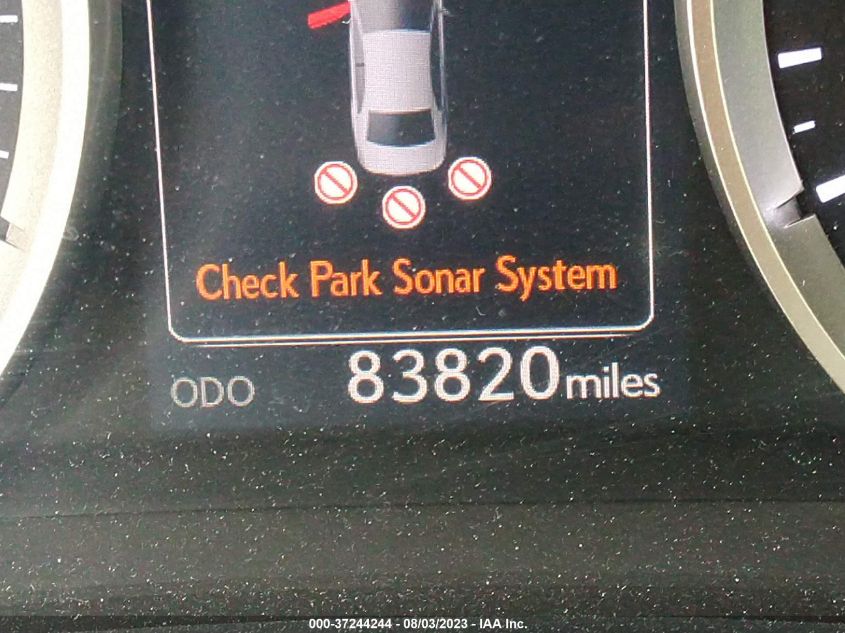 Check Park Sonar System
ODO 83820 miles
000-37244244 - 08/03/2023 - IAA Inc.